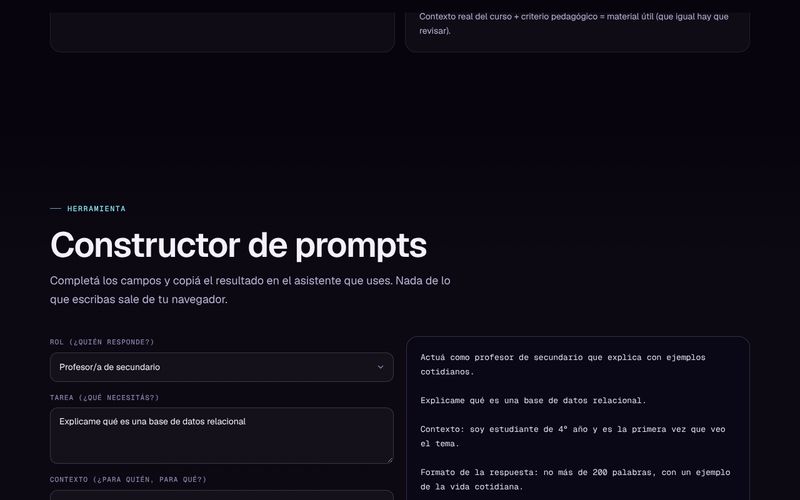 Contexto real del curso + criterio pedagógico = material útil (que igual hay que
revisar).
HERRAMIENTA
Constructor de prompts
Completá los campos y copiá el resultado en el asistente que uses. Nada de lo
que escribas sale de tu navegador.
ROL (¿QUIÉN RESPONDE?)
Profesor/a de secundario
TAREA (¿QUÉ NECESITÁS?)
Explicame qué es una base de datos relacional
CONTEXTO (¿PARA QUIÉN, PARA QUÉ?)
Actuá como profesor de secundario que explica con ejemplos
cotidianos.
Explicame qué es una base de datos relacional.
Contexto: soy estudiante de 4º año y es la primera vez que veo
el tema.
Formato de la respuesta: no más de 200 palabras, con un ejemplo
de la vida cotidiana.